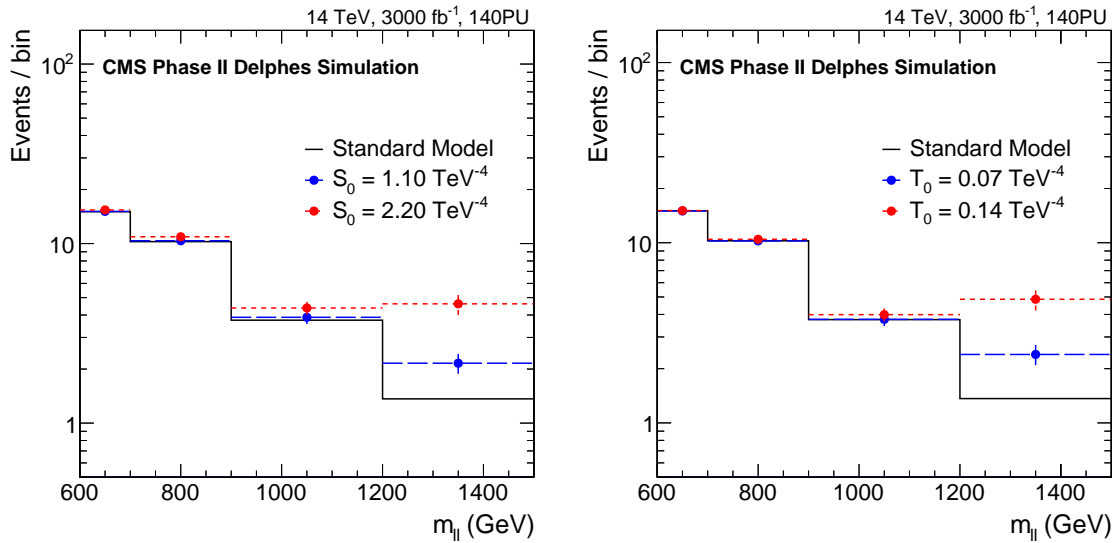 14 TeV, 3000 fb⁻¹, 140PU
Events / bin
10²
10
1
CMS Phase II Delphes Simulation
Standard Model
S₀ = 1.10 TeV⁻⁴
S₀ = 2.20 TeV⁻⁴
600 800 1000 1200 1400
m_ll (GeV)
14 TeV, 3000 fb⁻¹, 140PU
Events / bin
10²
10
1
CMS Phase II Delphes Simulation
Standard Model
T₀ = 0.07 TeV⁻⁴
T₀ = 0.14 TeV⁻⁴
600 800 1000 1200 1400
m_ll (GeV)